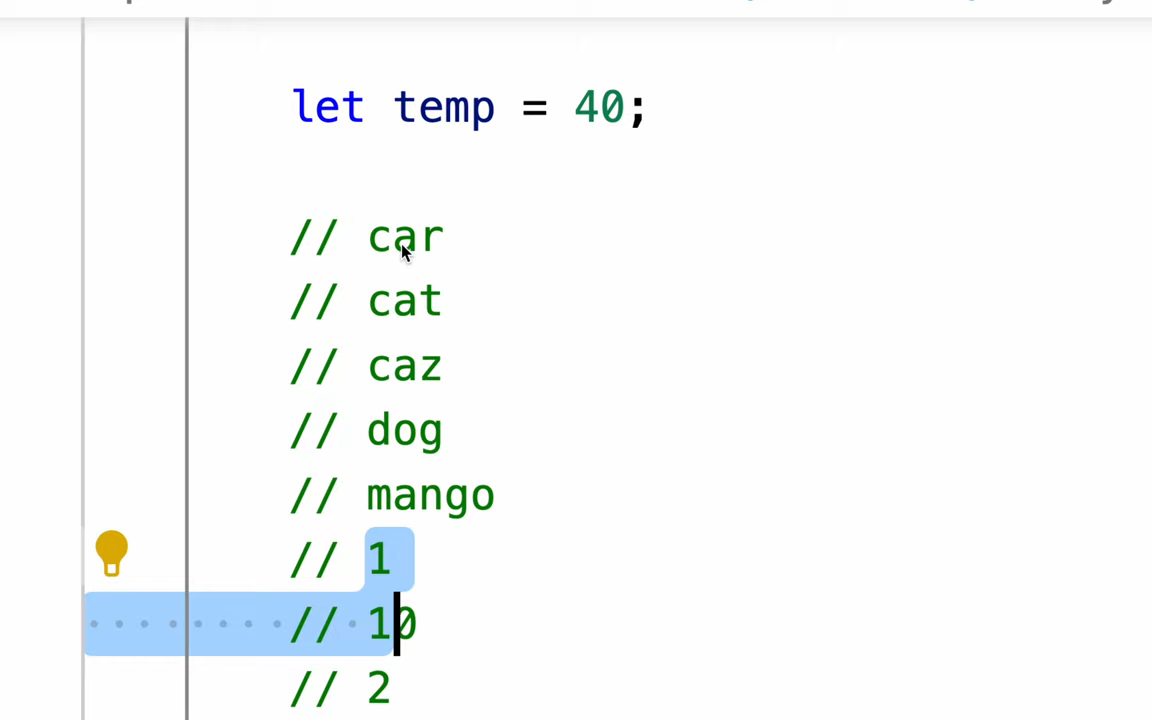 let temp = 40;
// car
// cat
// caz
// dog
// mango
// 1
// 10
// 2